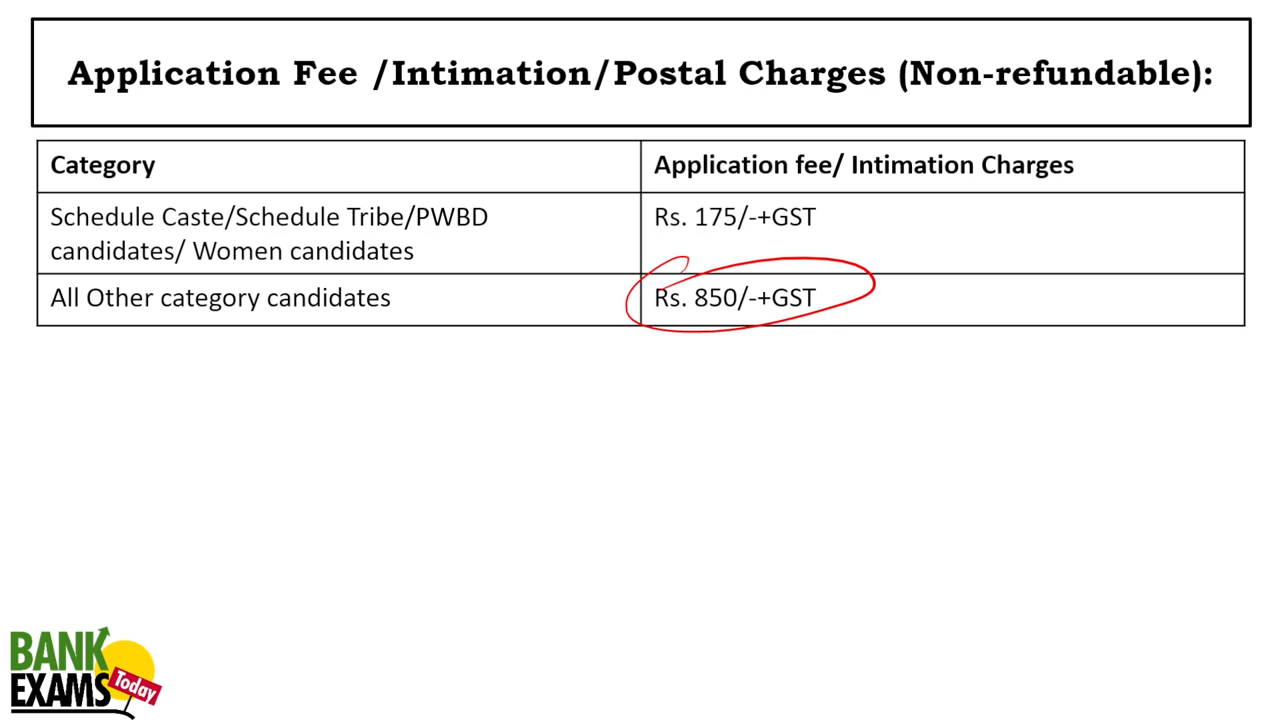 Application Fee /Intimation/Postal Charges (Non-refundable):
Category
Application fee/ Intimation Charges
Schedule Caste/Schedule Tribe/PWBD
candidates/ Women candidates
Rs. 175/-+GST
All Other category candidates
Rs. 850/-+GST
BANK
EXAMS
Today